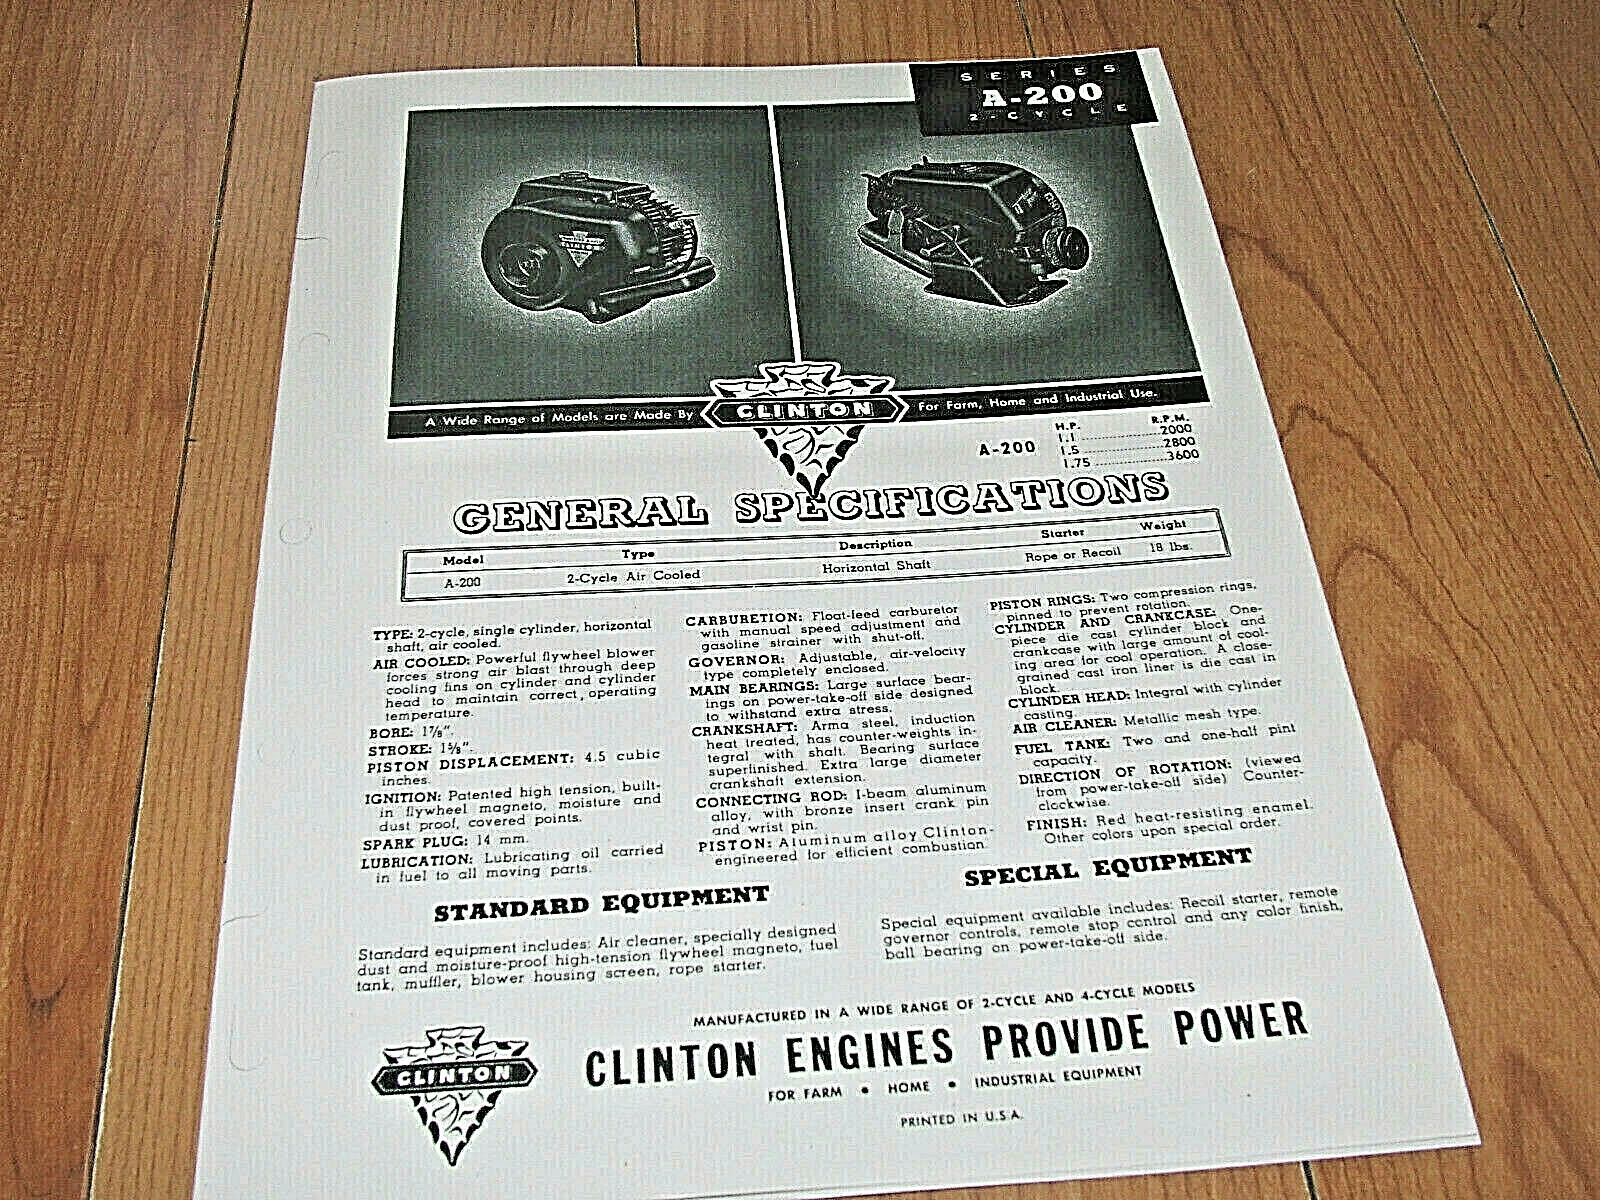 SERIES
A-200
2-CYCLE
CLINTON
A Wide Range of Models are Made By
CLINTON
For Farm, Home and Industrial Use.
A-200
H.P. R.P.M.
1.1 ........................2000
1.5 ........................2800
1.75 ......................3600
GENERAL SPECIFICATIONS
Model Type Description Starter Weight
A-200 2-Cycle Air Cooled Horizontal Shaft Rope or Recoil 18 lbs.
TYPE: 2-cycle, single cylinder, horizontal
shaft, air cooled.
AIR COOLED: Powerful flywheel blower
forces strong air blast through deep
cooling fins on cylinder and cylinder
head to maintain correct operating
temperature.
BORE: 1⅞".
STROKE: 1⅝".
PISTON DISPLACEMENT: 4.5 cubic
inches.
IGNITION: Patented high tension, built-
in flywheel magneto, moisture and
dust proof, covered points.
SPARK PLUG: 14 mm.
LUBRICATION: Lubricating oil carried
in fuel to all moving parts.
CARBURETION: Float-feed carburetor
with manual speed adjustment and
gasoline strainer with shut-off.
GOVERNOR: Adjustable, air-velocity
type completely enclosed.
MAIN BEARINGS: Large surface bear-
ings on power-take-off side designed
to withstand extra stress.
CRANKSHAFT: Arma steel, induction
heat treated, has counter-weights in-
tegral with shaft. Bearing surface
superfinished. Extra large diameter
crankshaft extension.
CONNECTING ROD: I-beam aluminum
alloy, with bronze insert crank pin
and wrist pin.
PISTON: Aluminum alloy Clinton-
engineered for efficient combustion
PISTON RINGS: Two compression rings,
pinned to prevent rotation.
CYLINDER AND CRANKCASE: One-
piece die cast cylinder block and
crankcase with large amount of cool-
ing area for cool operation. A close-
grained cast iron liner is die cast in
block.
CYLINDER HEAD: Integral with cylinder
casting.
AIR CLEANER: Metallic mesh type.
FUEL TANK: Two and one-half pint
capacity.
DIRECTION OF ROTATION: (viewed
from power-take-off side) Counter-
clockwise.
FINISH: Red heat-resisting enamel.
Other colors upon special order.
STANDARD EQUIPMENT
Standard equipment includes: Air cleaner, specially designed
dust and moisture-proof high-tension flywheel magneto, fuel
tank, muffler, blower housing screen, rope starter.
SPECIAL EQUIPMENT
Special equipment available includes: Recoil starter, remote
governor controls, remote stop control and any color finish,
ball bearing on power-take-off side.
MANUFACTURED IN A WIDE RANGE OF 2-CYCLE AND 4-CYCLE MODELS
CLINTON
CLINTON ENGINES PROVIDE POWER
FOR FARM • HOME • INDUSTRIAL EQUIPMENT
PRINTED IN U.S.A.